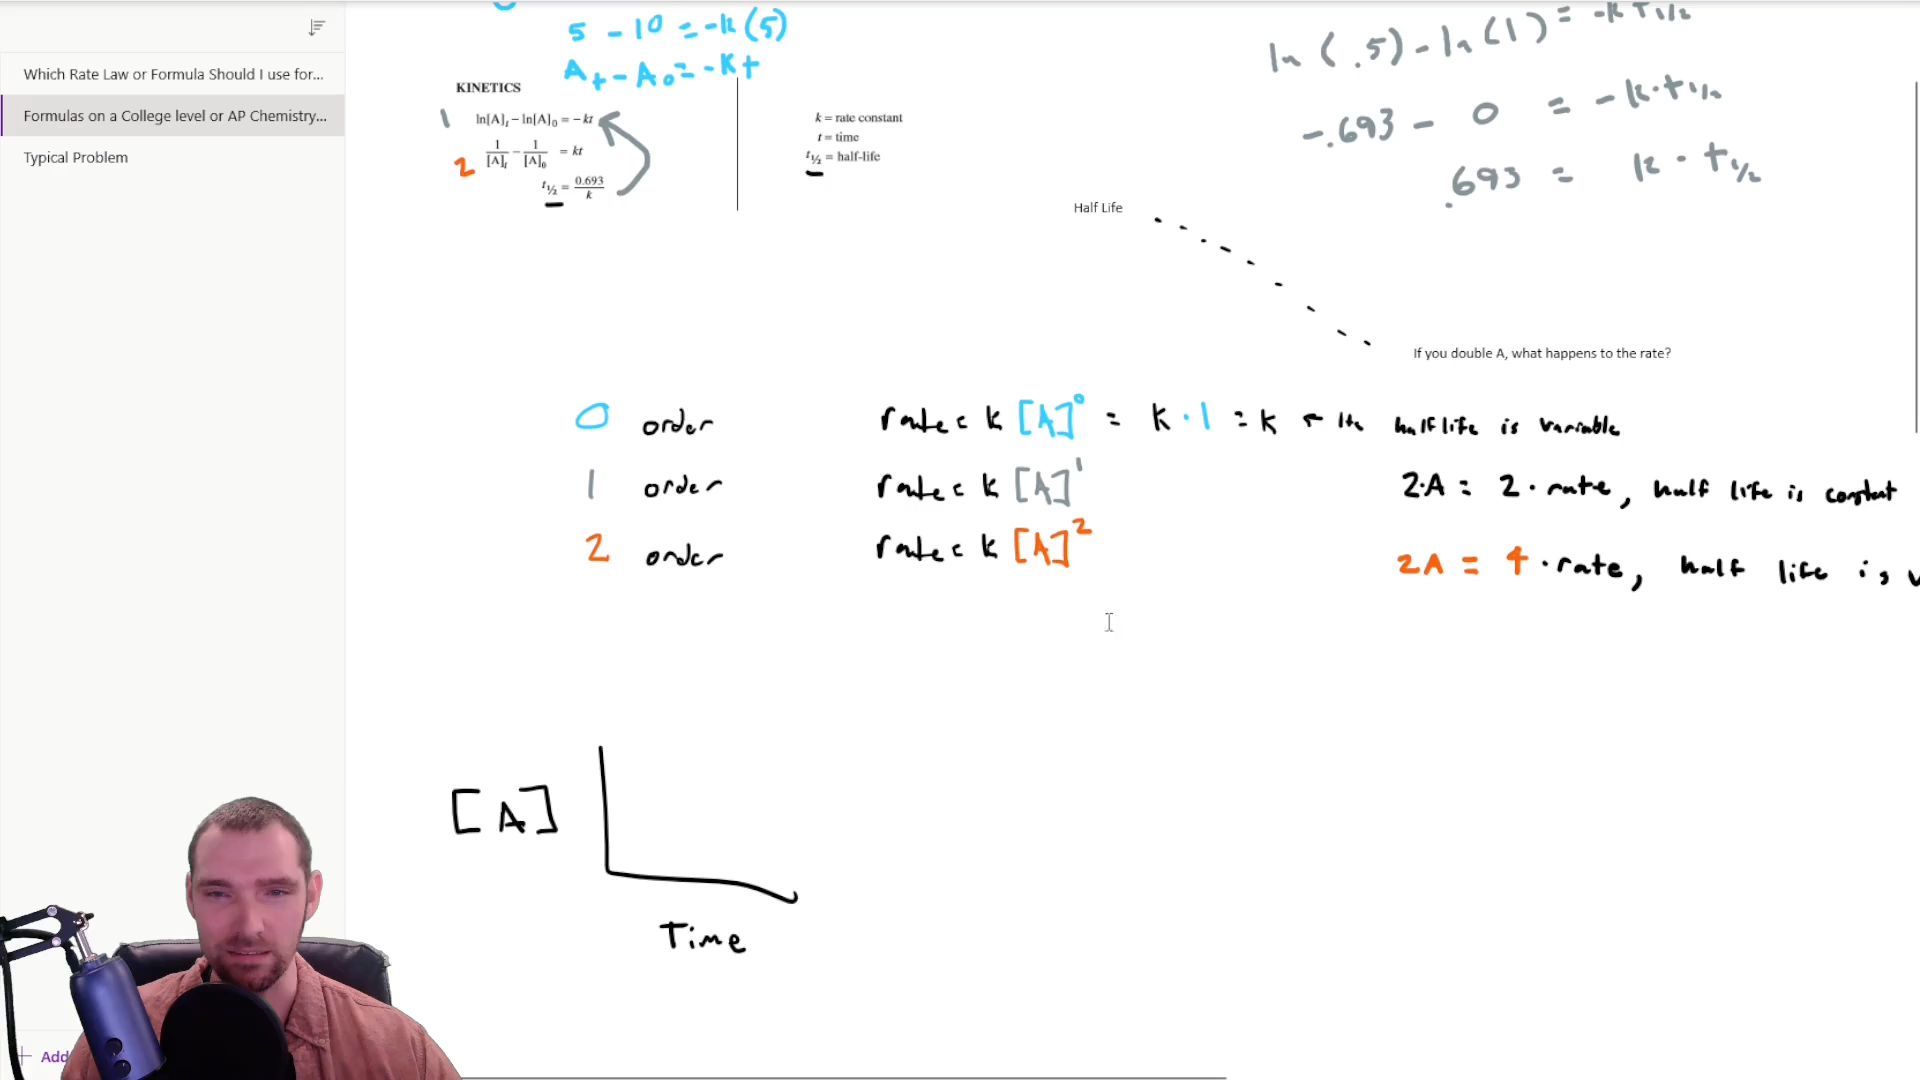 5 - 10 = -k(5)
At - A0 = -kt
ln(.5) - ln(1) = -k t1/2
-.693 - 0 = -k·t1/2
.693 = k · t1/2
Which Rate Law or Formula Should I use for...
Formulas on a College level or AP Chemistry...
Typical Problem
KINETICS
1 ln[A]t − ln[A]0 = − kt
2 1/[A]t − 1/[A]0 = kt
t½ = 0.693/k
k = rate constant
t = time
t½ = half-life
Half Life
If you double A, what happens to the rate?
0 order rate = k [A]^0 = k · 1 = k ← half life is variable
1 order rate = k [A]^1 2·A = 2 · rate, half life is constant
2 order rate = k [A]^2 2A = 4 · rate, half life is
[A]
Time
+ Add